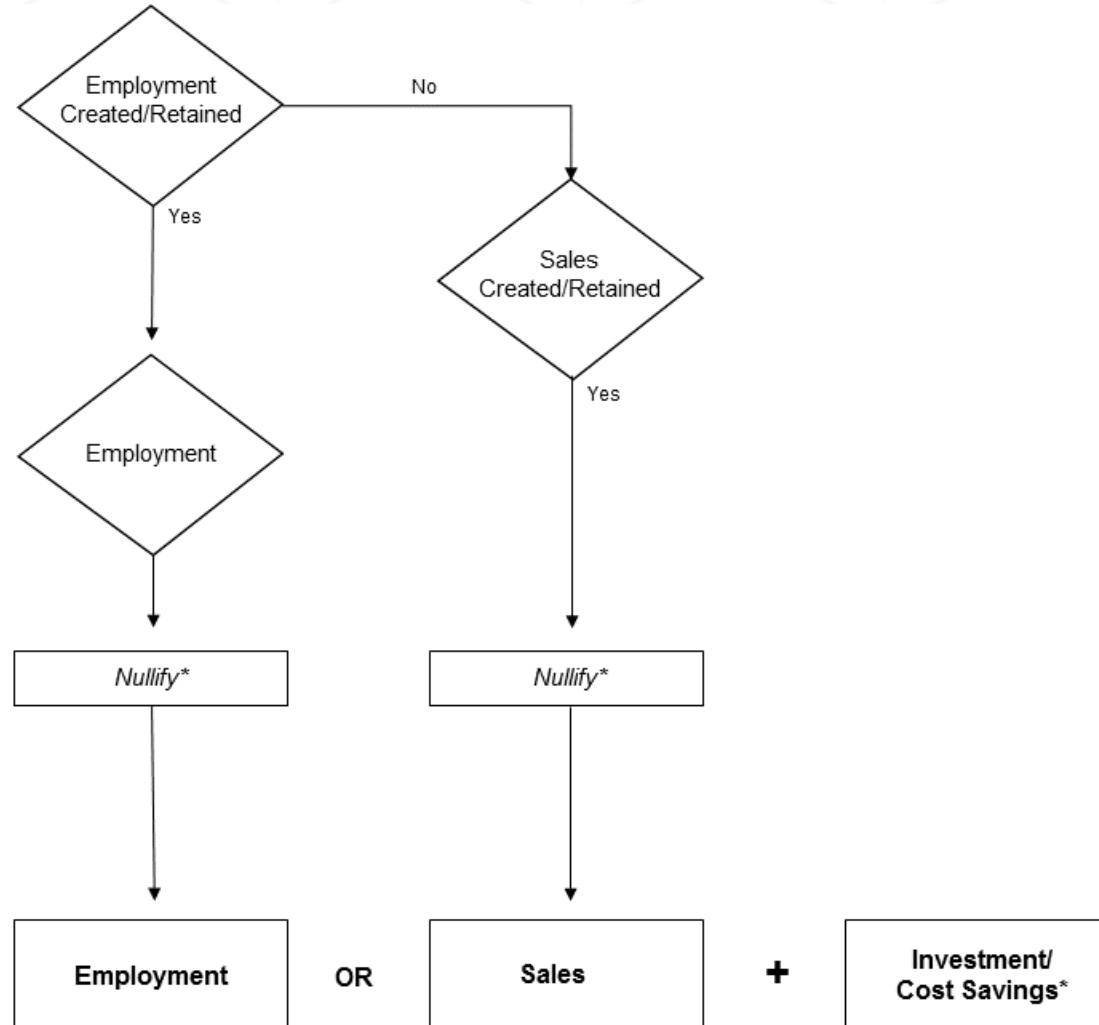 Employment
Created/Retained
No
Yes
Sales
Created/Retained
Yes
Employment
Nullify*
Nullify*
Employment
OR
Sales
+
Investment/
Cost Savings*